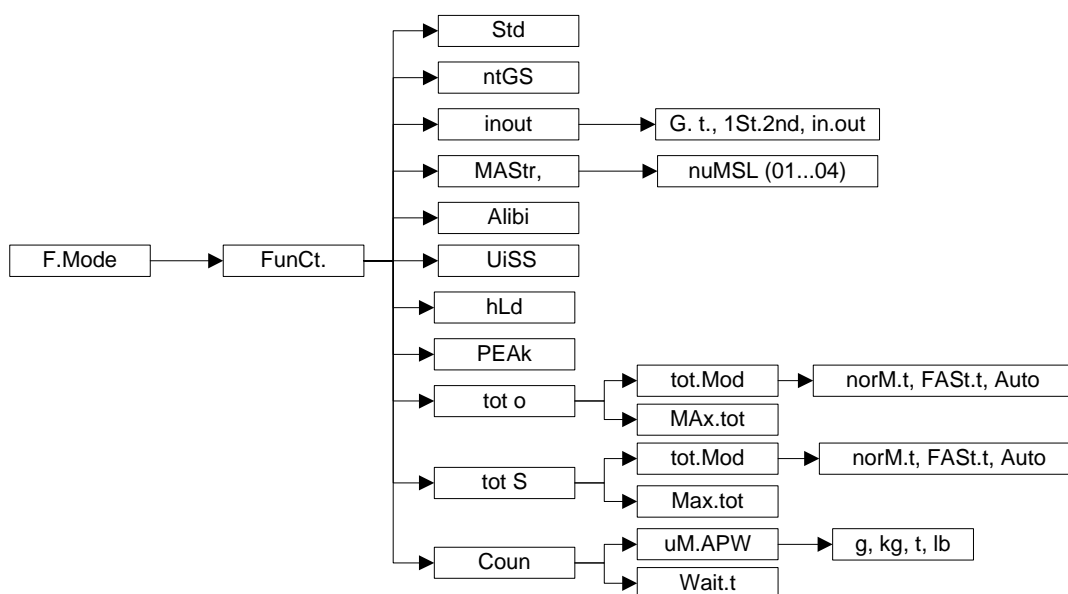 Std
ntGS
inout
G. t., 1St.2nd, in.out
MAStr,
nuMSL (01...04)
Alibi
F.Mode
FunCt.
UiSS
hLd
PEAk
tot o
tot.Mod
norM.t, FASt.t, Auto
MAx.tot
tot S
tot.Mod
norM.t, FASt.t, Auto
Max.tot
Coun
uM.APW
g, kg, t, lb
Wait.t